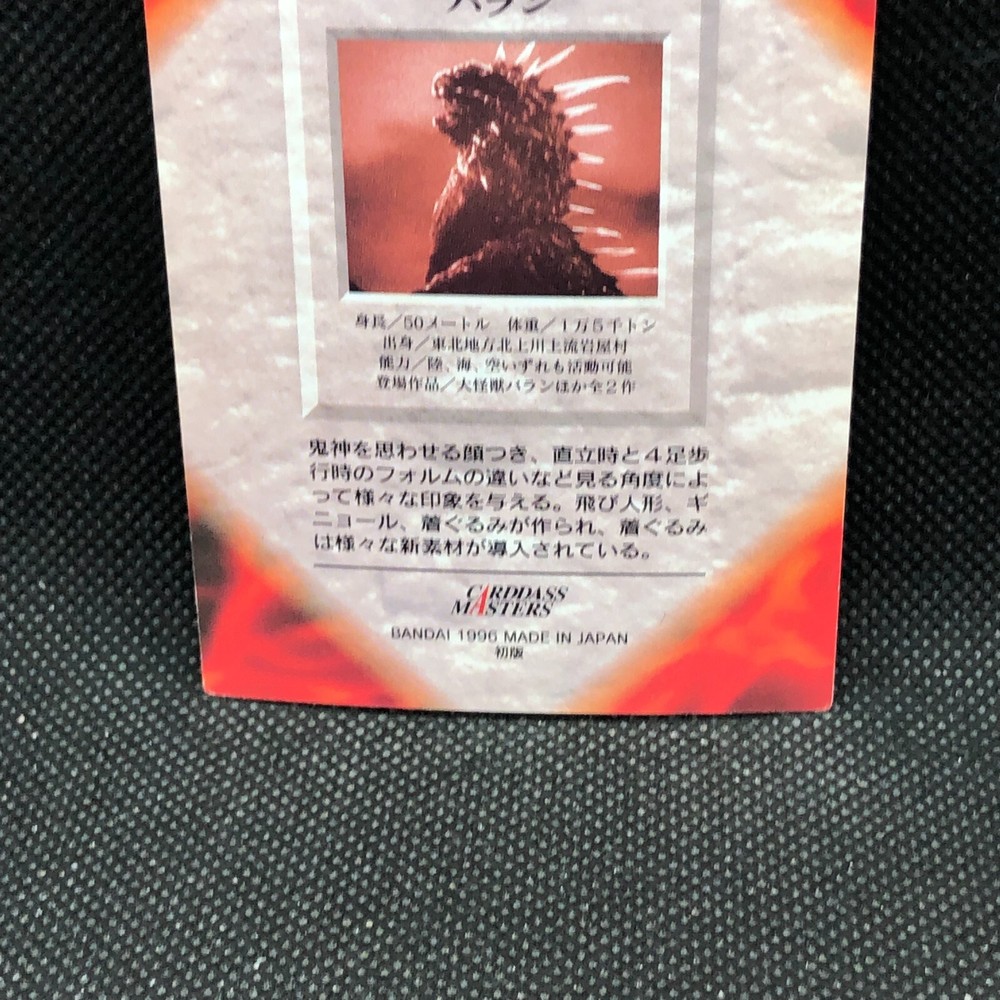 バラン
身長／50メートル　体重／1万5千トン
出身／東北地方北上川上流岩屋村
能力／陸、海、空いずれも活動可能
登場作品／大怪獣バランほか全2作
鬼神を思わせる顔つき、直立時と4足歩
行時のフォルムの違いなど見る角度によ
って様々な印象を与える。飛び人形、ギ
ニョール、着ぐるみが作られ、着ぐるみ
は様々な新素材が導入されている。
CARDDASS
MASTERS
BANDAI 1996 MADE IN JAPAN
初版